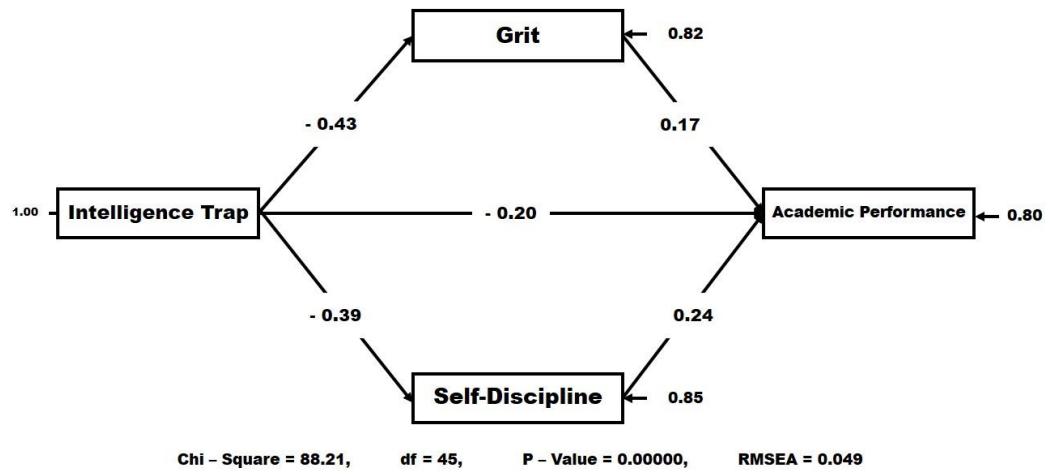 Grit
0.82
- 0.43
0.17
1.00
Intelligence Trap
- 0.20
Academic Performance
0.80
- 0.39
0.24
Self-Discipline
0.85
Chi – Square = 88.21, df = 45, P – Value = 0.00000, RMSEA = 0.049